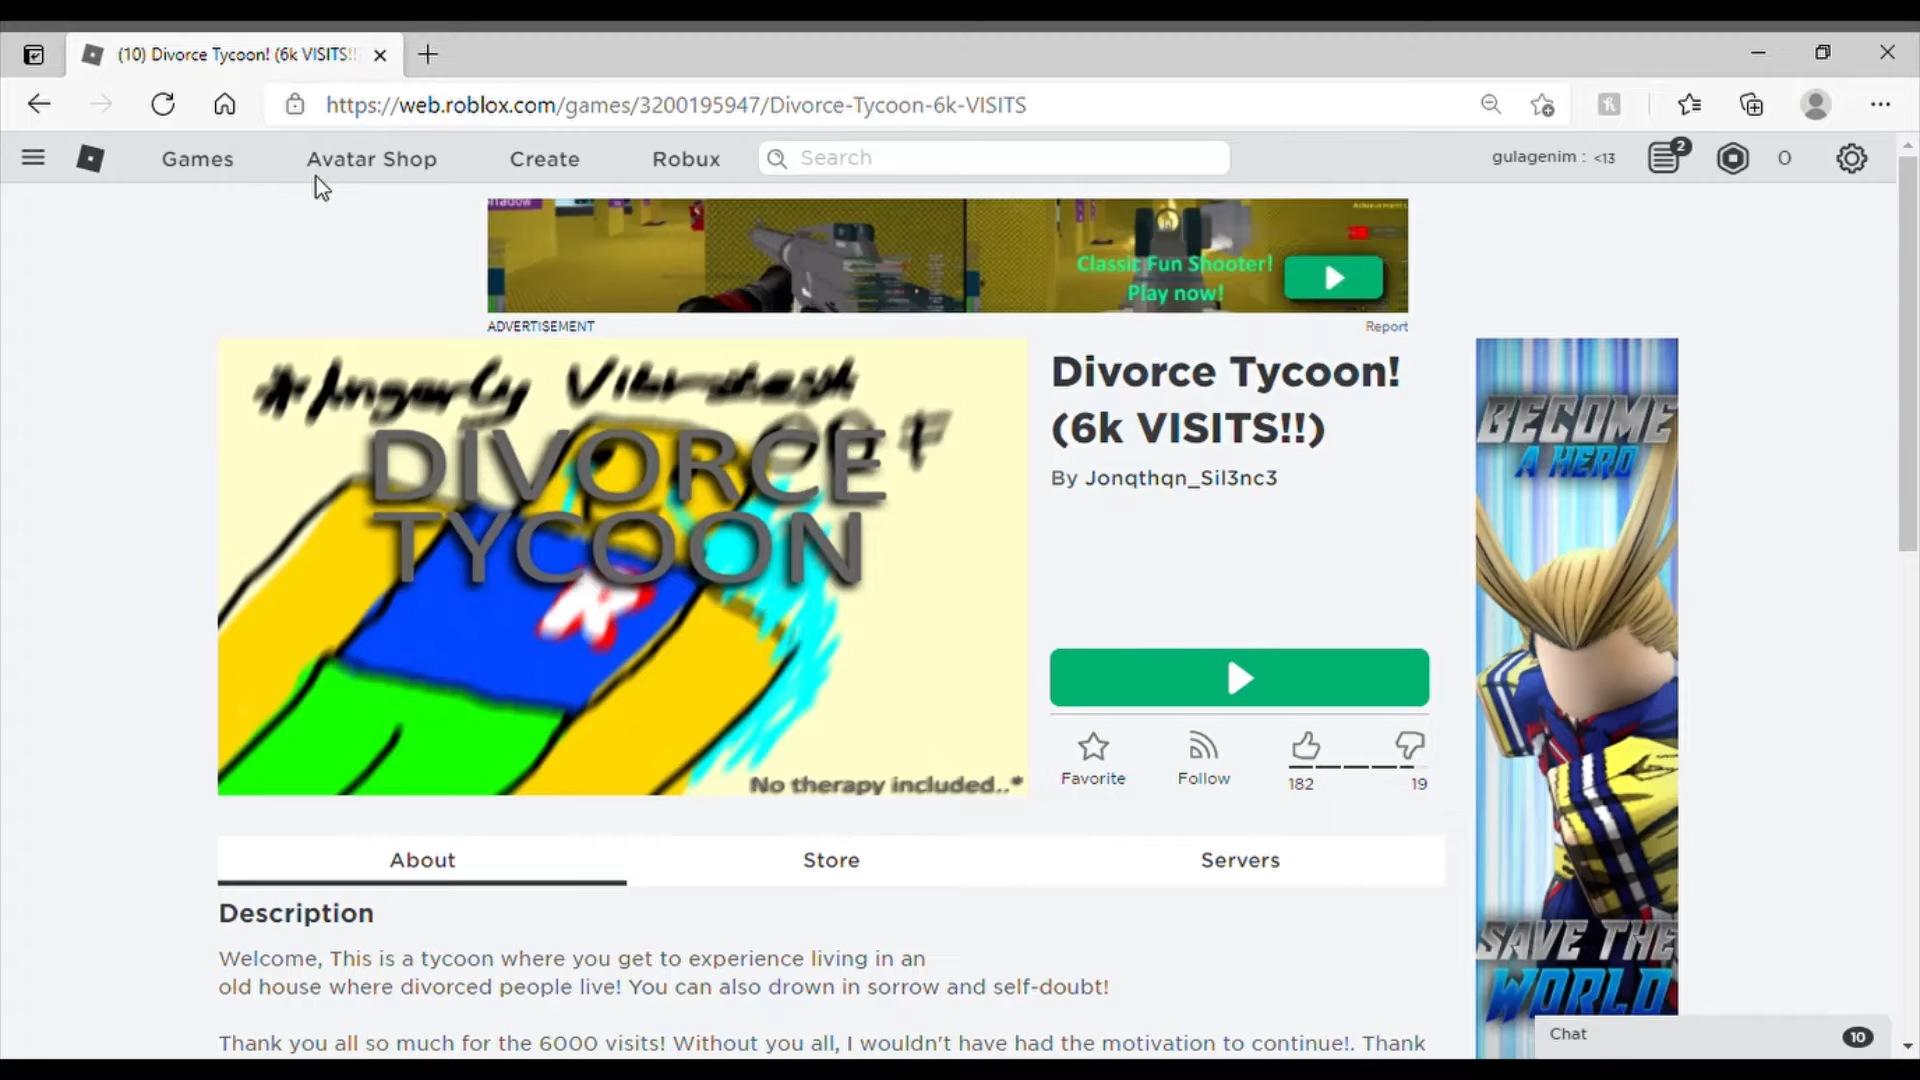 (10) Divorce Tycoon! (6k VISITS!!
https://web.roblox.com/games/3200195947/Divorce-Tycoon-6k-VISITS
Games Avatar Shop Create Robux Search gulagenim : <13 2 0
Classic Fun Shooter!
Play now!
ADVERTISEMENT Report
DIVORCE
TYCOON
No therapy included..*
Divorce Tycoon!
(6k VISITS!!)
By Jonqthqn_Sil3nc3
Favorite Follow 182 19
BECOME
A HERO
SAVE THE
WORLD
About Store Servers
Description
Welcome, This is a tycoon where you get to experience living in an
old house where divorced people live! You can also drown in sorrow and self-doubt!
Thank you all so much for the 6000 visits! Without you all, I wouldn't have had the motivation to continue!. Thank
Chat 10